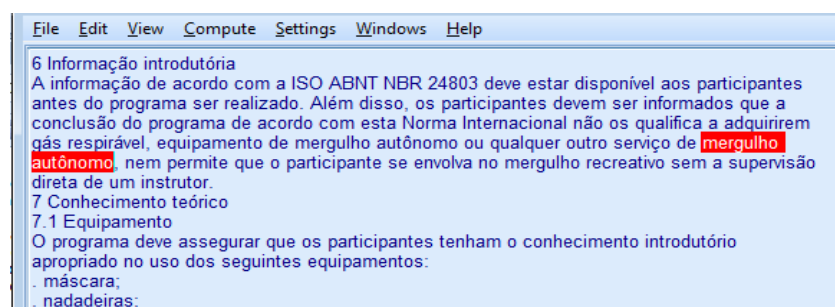 File Edit View Compute Settings Windows Help
6 Informação introdutória
A informação de acordo com a ISO ABNT NBR 24803 deve estar disponível aos participantes
antes do programa ser realizado. Além disso, os participantes devem ser informados que a
conclusão do programa de acordo com esta Norma Internacional não os qualifica a adquirirem
gás respirável, equipamento de mergulho autônomo ou qualquer outro serviço de mergulho
autônomo, nem permite que o participante se envolva no mergulho recreativo sem a supervisão
direta de um instrutor.
7 Conhecimento teórico
7.1 Equipamento
O programa deve assegurar que os participantes tenham o conhecimento introdutório
apropriado no uso dos seguintes equipamentos:
. máscara;
. nadadeiras;